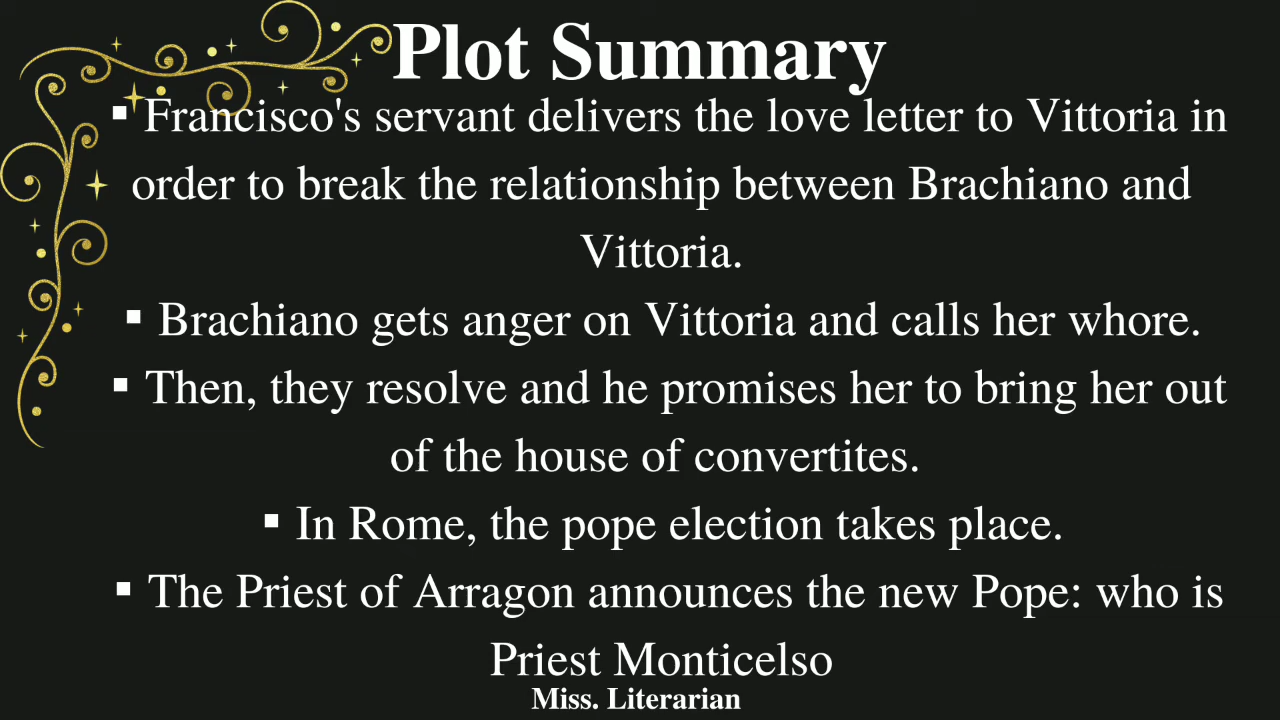 Plot Summary
▪ Francisco's servant delivers the love letter to Vittoria in
order to break the relationship between Brachiano and
Vittoria.
▪ Brachiano gets anger on Vittoria and calls her whore.
▪ Then, they resolve and he promises her to bring her out
of the house of convertites.
▪ In Rome, the pope election takes place.
▪ The Priest of Arragon announces the new Pope: who is
Priest Monticelso
Miss. Literarian